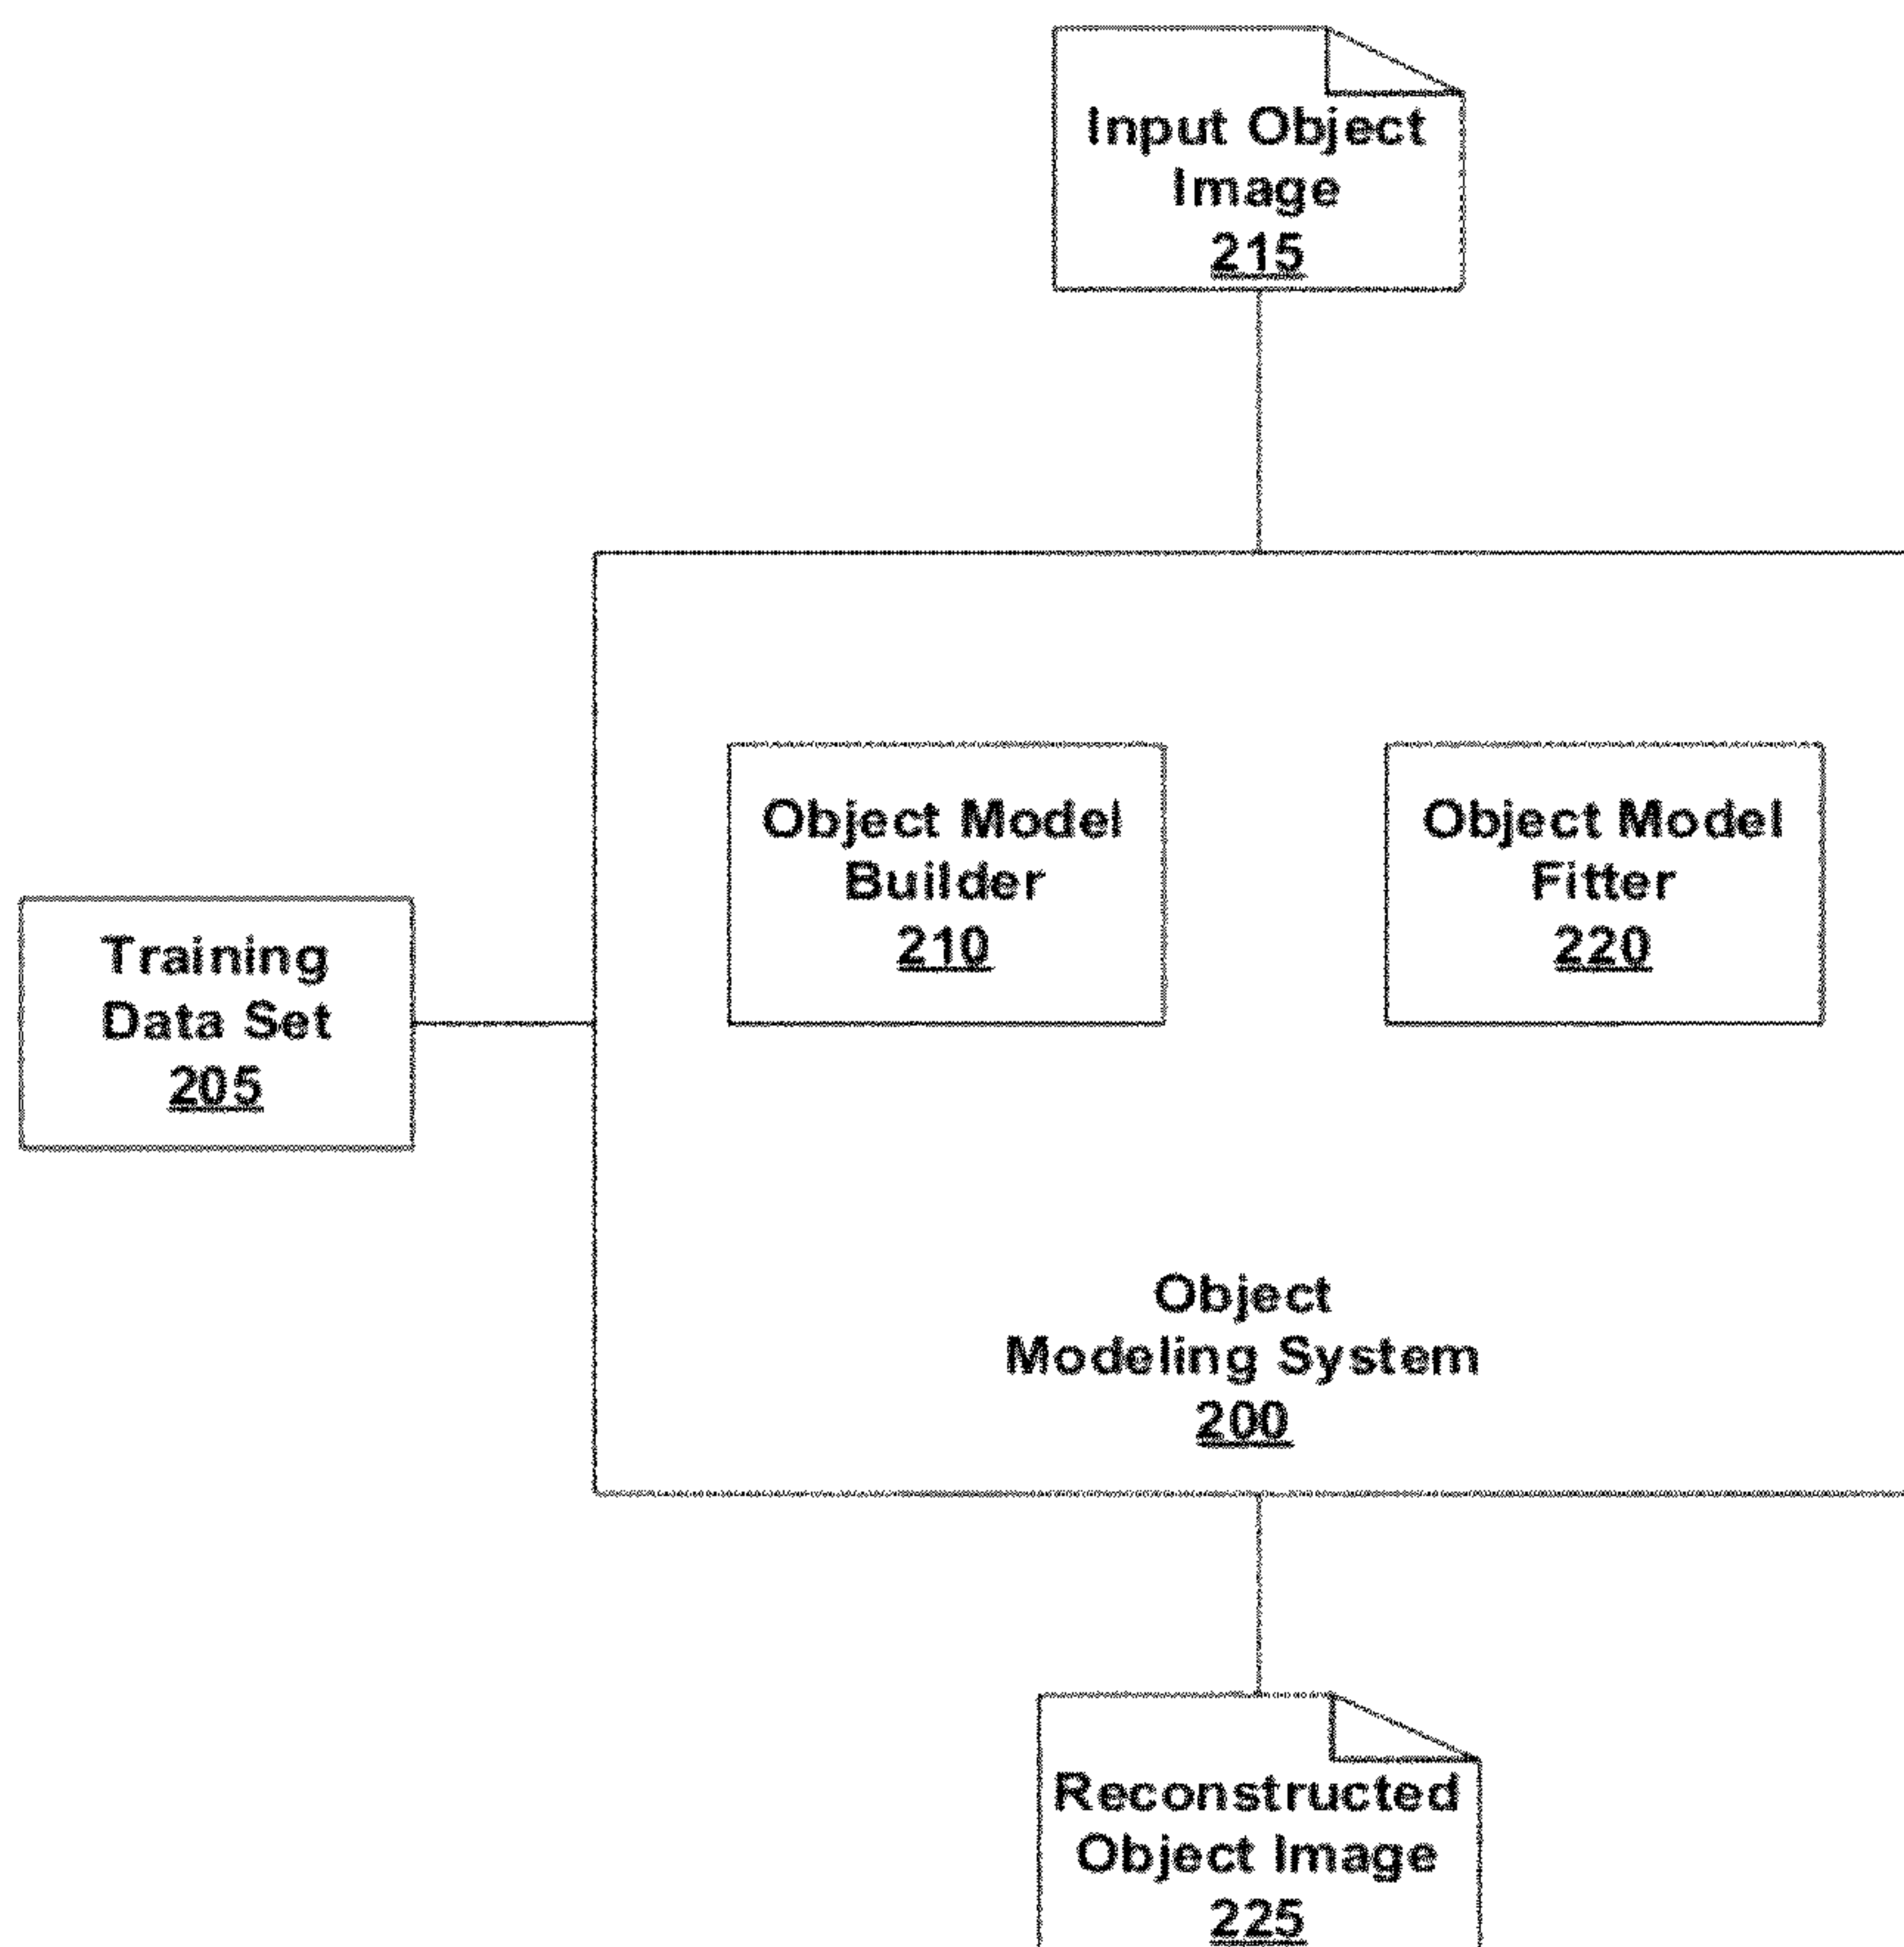 Input Object
Image
215
Object Model
Builder
210
Object Model
Fitter
220
Training
Data Set
205
Object
Modeling System
200
Reconstructed
Object Image
225